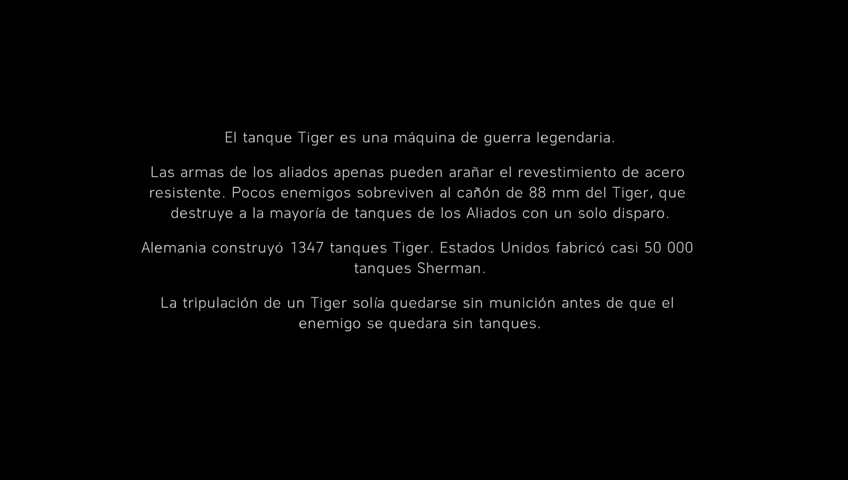 El tanque Tiger es una máquina de guerra legendaria.
Las armas de los aliados apenas pueden arañar el revestimiento de acero
resistente. Pocos enemigos sobreviven al cañón de 88 mm del Tiger, que
destruye a la mayoría de tanques de los Aliados con un solo disparo.
Alemania construyó 1347 tanques Tiger. Estados Unidos fabricó casi 50 000
tanques Sherman.
La tripulación de un Tiger solía quedarse sin munición antes de que el
enemigo se quedara sin tanques.